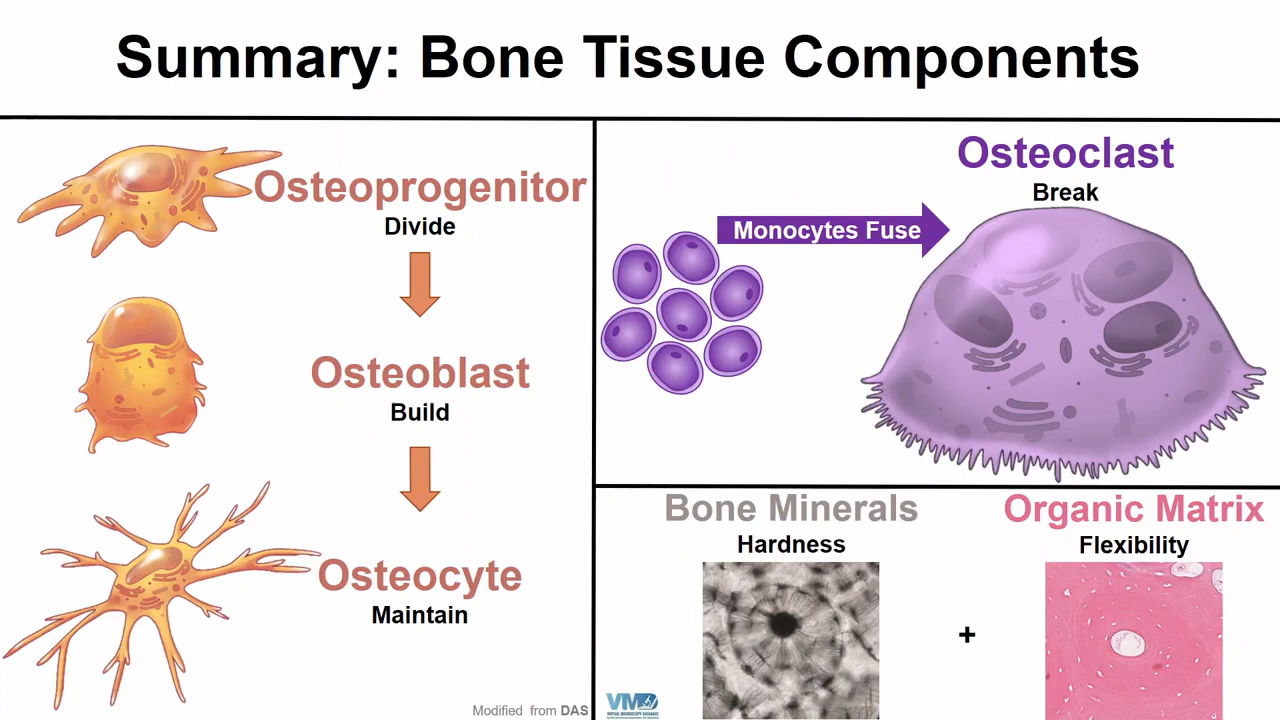 Summary: Bone Tissue Components
Osteoprogenitor
Divide
Osteoblast
Build
Osteocyte
Maintain
Modified from DAS
Osteoclast
Break
Monocytes Fuse
Bone Minerals
Hardness
+
Organic Matrix
Flexibility
VMD